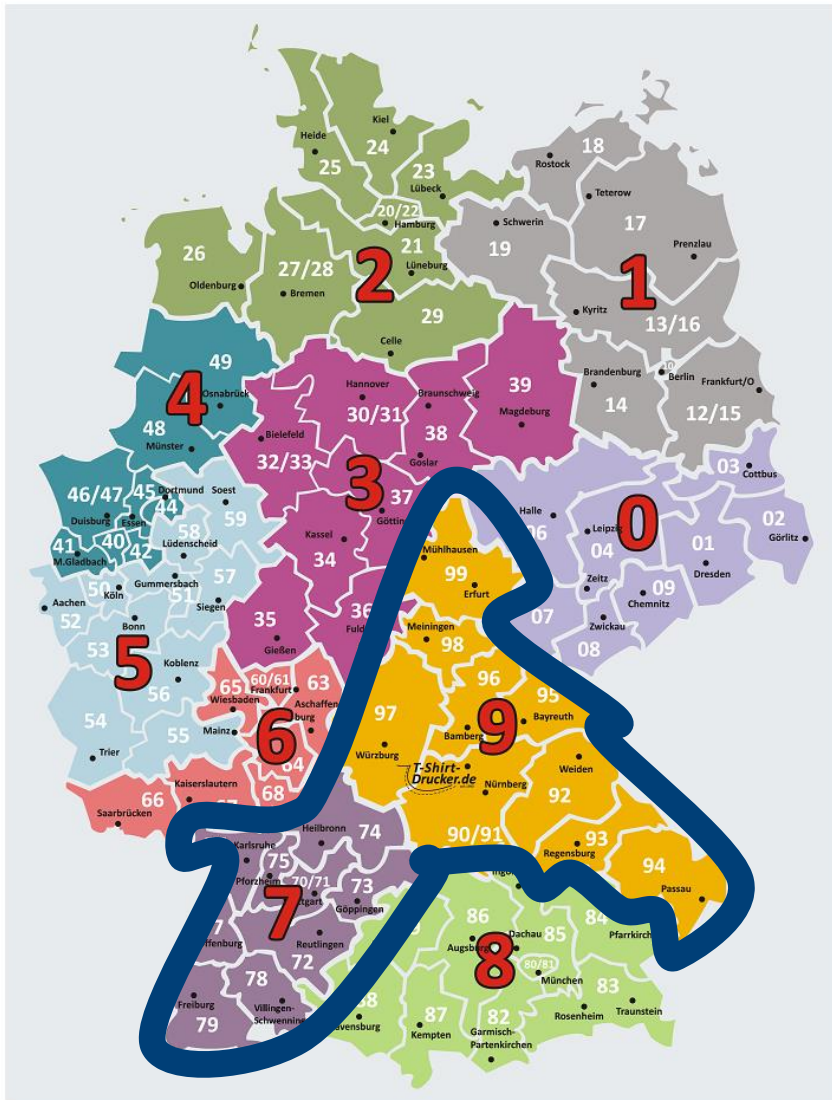 Kiel
Heide
24
18
25
Rostock
23
Lübeck
Teterow
20/22
Hamburg
17
Schwerin
26
21
19
Prenzlau
27/28
2
Lüneburg
1
Oldenburg
Bremen
Kyritz
29
13/16
Celle
49
Brandenburg
Berlin
Frankfurt/O
4
Osnabrück
Hannover
Braunschweig
39
48
30/31
14
12/15
Münster
Bielefeld
38
Magdeburg
32/33
Goslar
03
46/47
45
Dortmund
Soest
3
37
Cottbus
44
59
Halle
0
02
Duisburg
Essen
58
Leipzig
Görlitz
41
40
42
Lüdenscheid
Kassel
04
01
M.Gladbach
34
Mühlhausen
Zeitz
Dresden
50
Gummersbach
57
99
09
Aachen
Köln
51
Siegen
Erfurt
Chemnitz
52
Bonn
35
36
07
Zwickau
53
5
Gießen
Meiningen
98
08
Koblenz
60/61
63
96
56
65
Frankfurt
95
Wiesbaden
Aschaffen
burg
97
9
Bayreuth
54
55
Mainz
6
Bamberg
Trier
Würzburg
T-Shirt-
Drucker.de
Weiden
Kaiserslautern
68
Nürnberg
92
66
Saarbrücken
Heilbronn
74
90/91
93
Karlsruhe
Regensburg
94
75
Pforzheim
70/71
73
Passau
7
Göppingen
86
Dachau
85
84
Reutlingen
Augsburg
8
72
80/81
78
München
83
Freiburg
Villingen-
87
82
Rosenheim
Traunstein
79
Kempten
Garmisch-
Partenkirchen